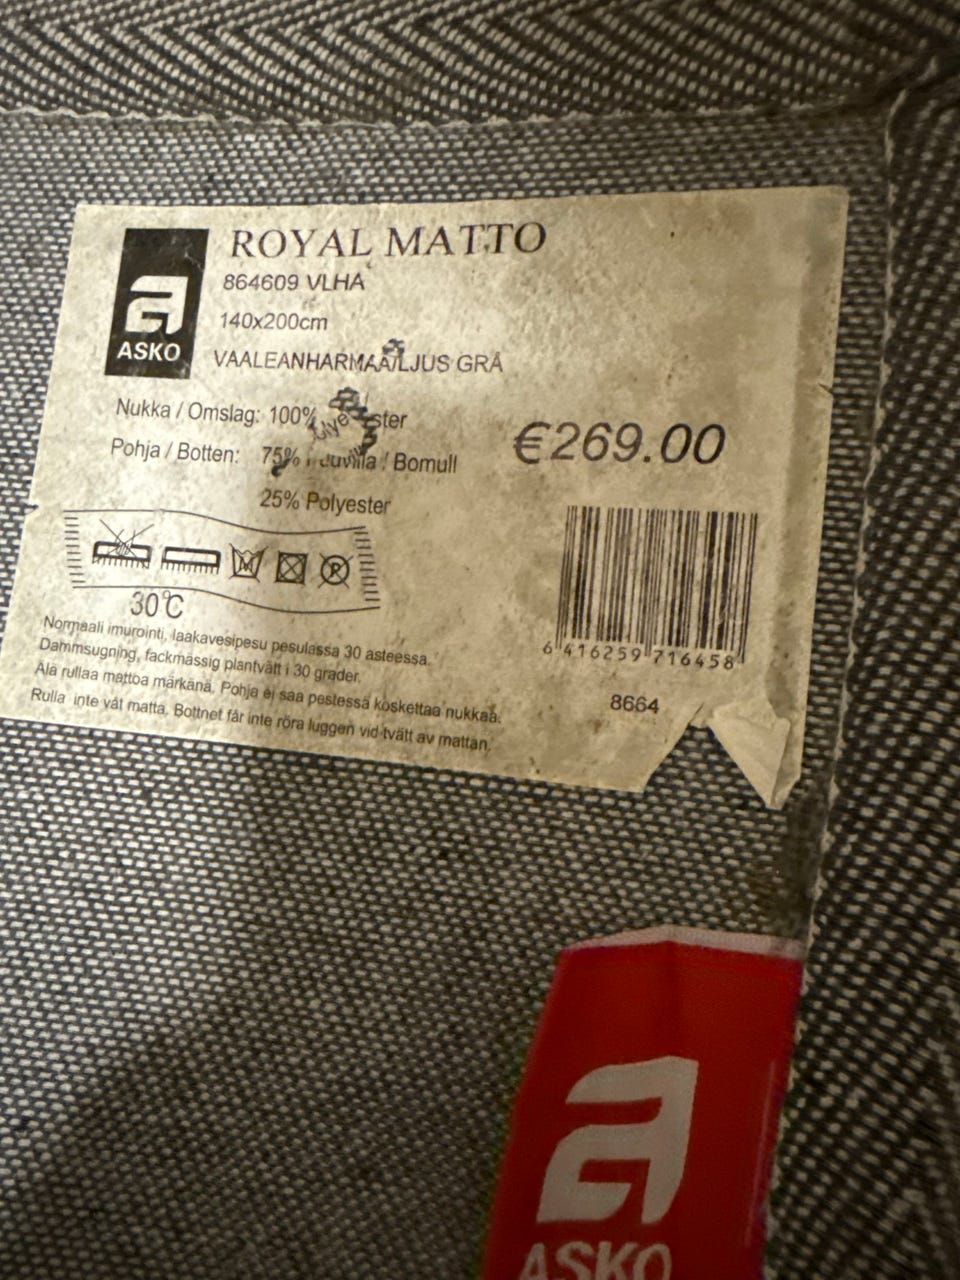 ROYAL MATTO
864609 VLHA
140x200cm
VAALEANHARMAA/LJUS GRÅ
a
ASKO
Nukka / Omslag: 100%
Pohja / Botten: 75% / Bomull
25% Polyester
€269.00
P
30°C
Normaali imurointi, laakavesipesu pesulassa 30 asteessa.
Dammsugning, fackmässig plantvätt i 30 grader.
Älä rullaa mattoa märkänä. Pohja ei saa pestessä koskettaa nukkaa.
Rulla inte våt matta. Bottnet får inte röra luggen vid tvätt av mattan.
6 416259 716458
8664
a
ASKO